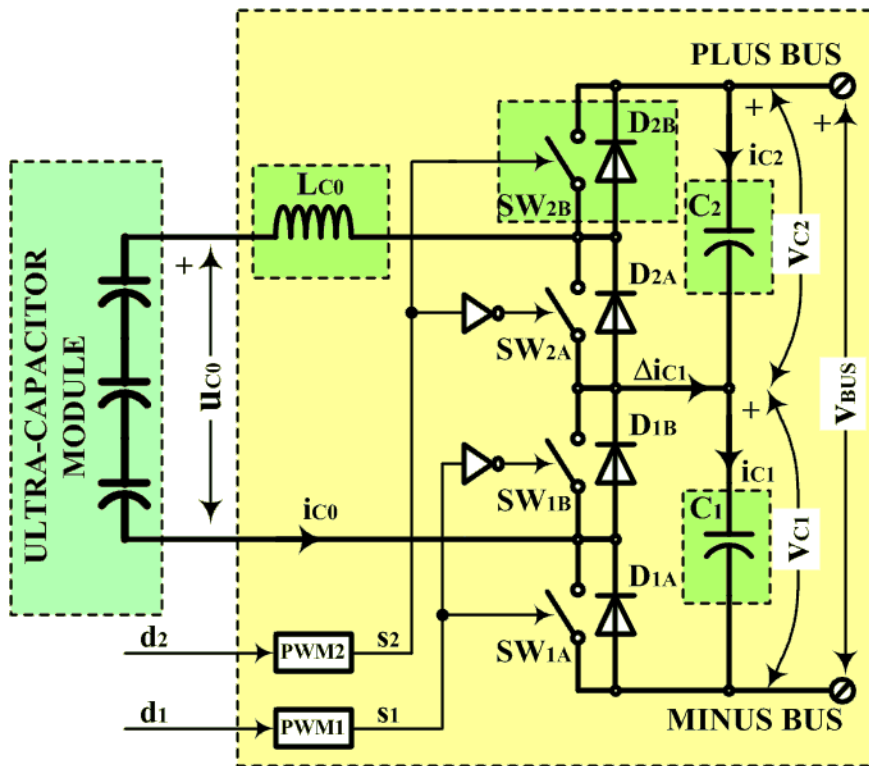 PLUS BUS
D2B
+
+
iC2
LC0
SW2B
C2
VC2
+
D2A
ULTRA-CAPACITOR
MODULE
uC0
SW2A
ΔiC1
+
VBUS
D1B
iC1
SW1B
C1
VC1
iC0
D1A
d2
PWM2
s2
SW1A
d1
PWM1
s1
MINUS BUS